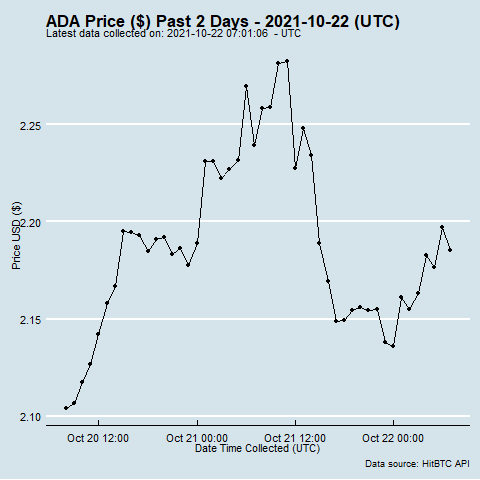 ADA Price ($) Past 2 Days - 2021-10-22 (UTC)
Latest data collected on: 2021-10-22 07:01:06 - UTC
2.25
2.20
2.15
2.10
Price USD ($)
Oct 20 12:00
Oct 21 00:00
Oct 21 12:00
Oct 22 00:00
Date Time Collected (UTC)
Data source: HitBTC API